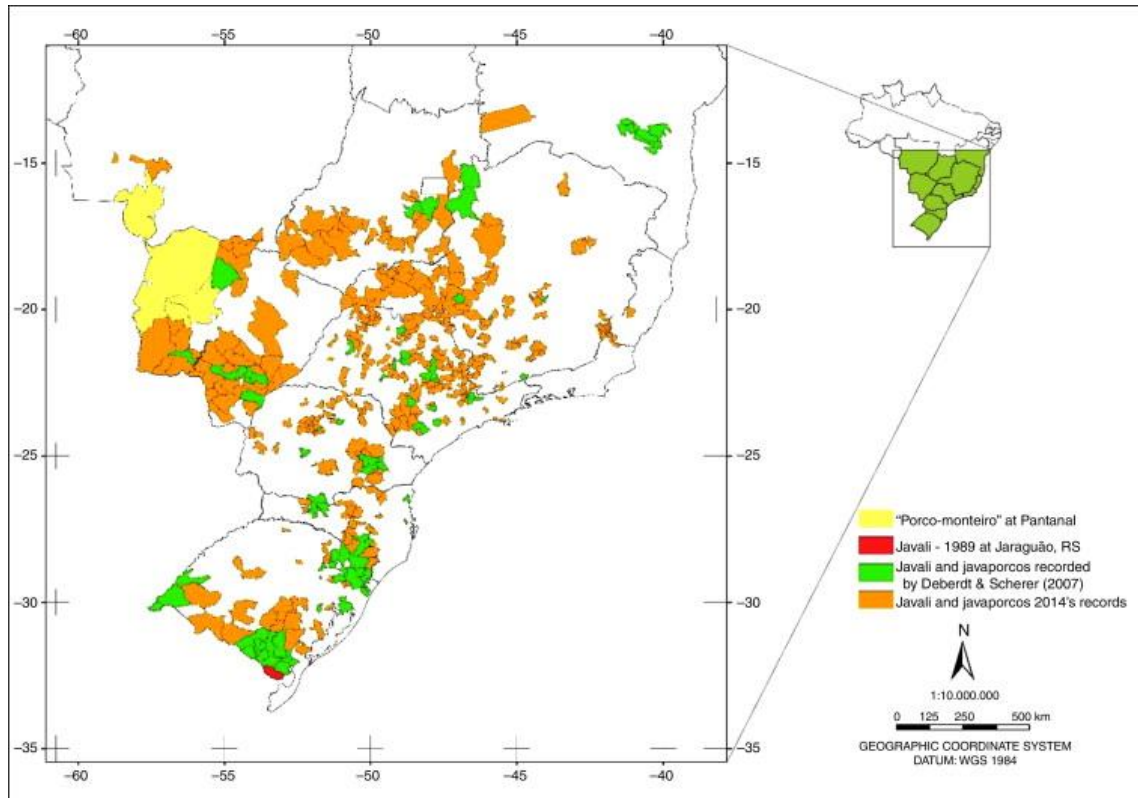 −60 −55 −50 −45 −40
−15 −15
−20 −20
−25 −25
−30 −30
−35 −35
−60 −55 −50 −45 −40
“Porco-monteiro” at Pantanal
Javali - 1989 at Jaraguão, RS
Javali and javaporcos recorded
by Deberdt & Scherer (2007)
Javali and javaporcos 2014's records
N
1:10.000.000
0 125 250 500 km
GEOGRAPHIC COORDINATE SYSTEM
DATUM: WGS 1984